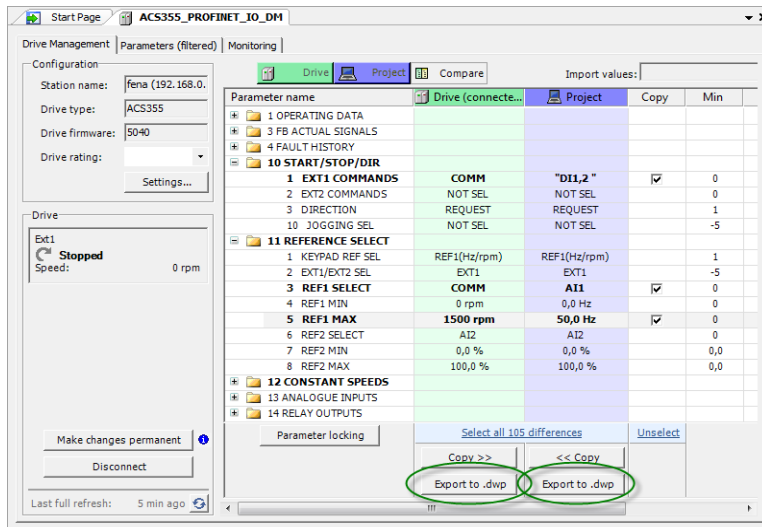 Start Page ACS355_PROFINET_IO_DM
Drive Management Parameters (filtered) Monitoring
Configuration
Station name: fena (192.168.0.
Drive type: ACS355
Drive firmware: 5040
Drive rating:
Settings...
Drive
Ext1
Stopped
Speed: 0 rpm
Make changes permanent
Disconnect
Last full refresh: 5 min ago
Drive Project Compare Import values:
Parameter name Drive (connecte... Project Copy Min
1 OPERATING DATA
3 FB ACTUAL SIGNALS
4 FAULT HISTORY
10 START/STOP/DIR
1 EXT1 COMMANDS COMM "DI1,2 " 0
2 EXT2 COMMANDS NOT SEL NOT SEL 0
3 DIRECTION REQUEST REQUEST 1
10 JOGGING SEL NOT SEL NOT SEL -5
11 REFERENCE SELECT
1 KEYPAD REF SEL REF1(Hz/rpm) REF1(Hz/rpm) 1
2 EXT1/EXT2 SEL EXT1 EXT1 -5
3 REF1 SELECT COMM AI1 0
4 REF1 MIN 0 rpm 0,0 Hz 0
5 REF1 MAX 1500 rpm 50,0 Hz 0
6 REF2 SELECT AI2 AI2 0
7 REF2 MIN 0,0 % 0,0 % 0,0
8 REF2 MAX 100,0 % 100,0 % 0,0
12 CONSTANT SPEEDS
13 ANALOGUE INPUTS
14 RELAY OUTPUTS
Parameter locking Select all 105 differences Unselect
Copy >> << Copy
Export to .dwp Export to .dwp